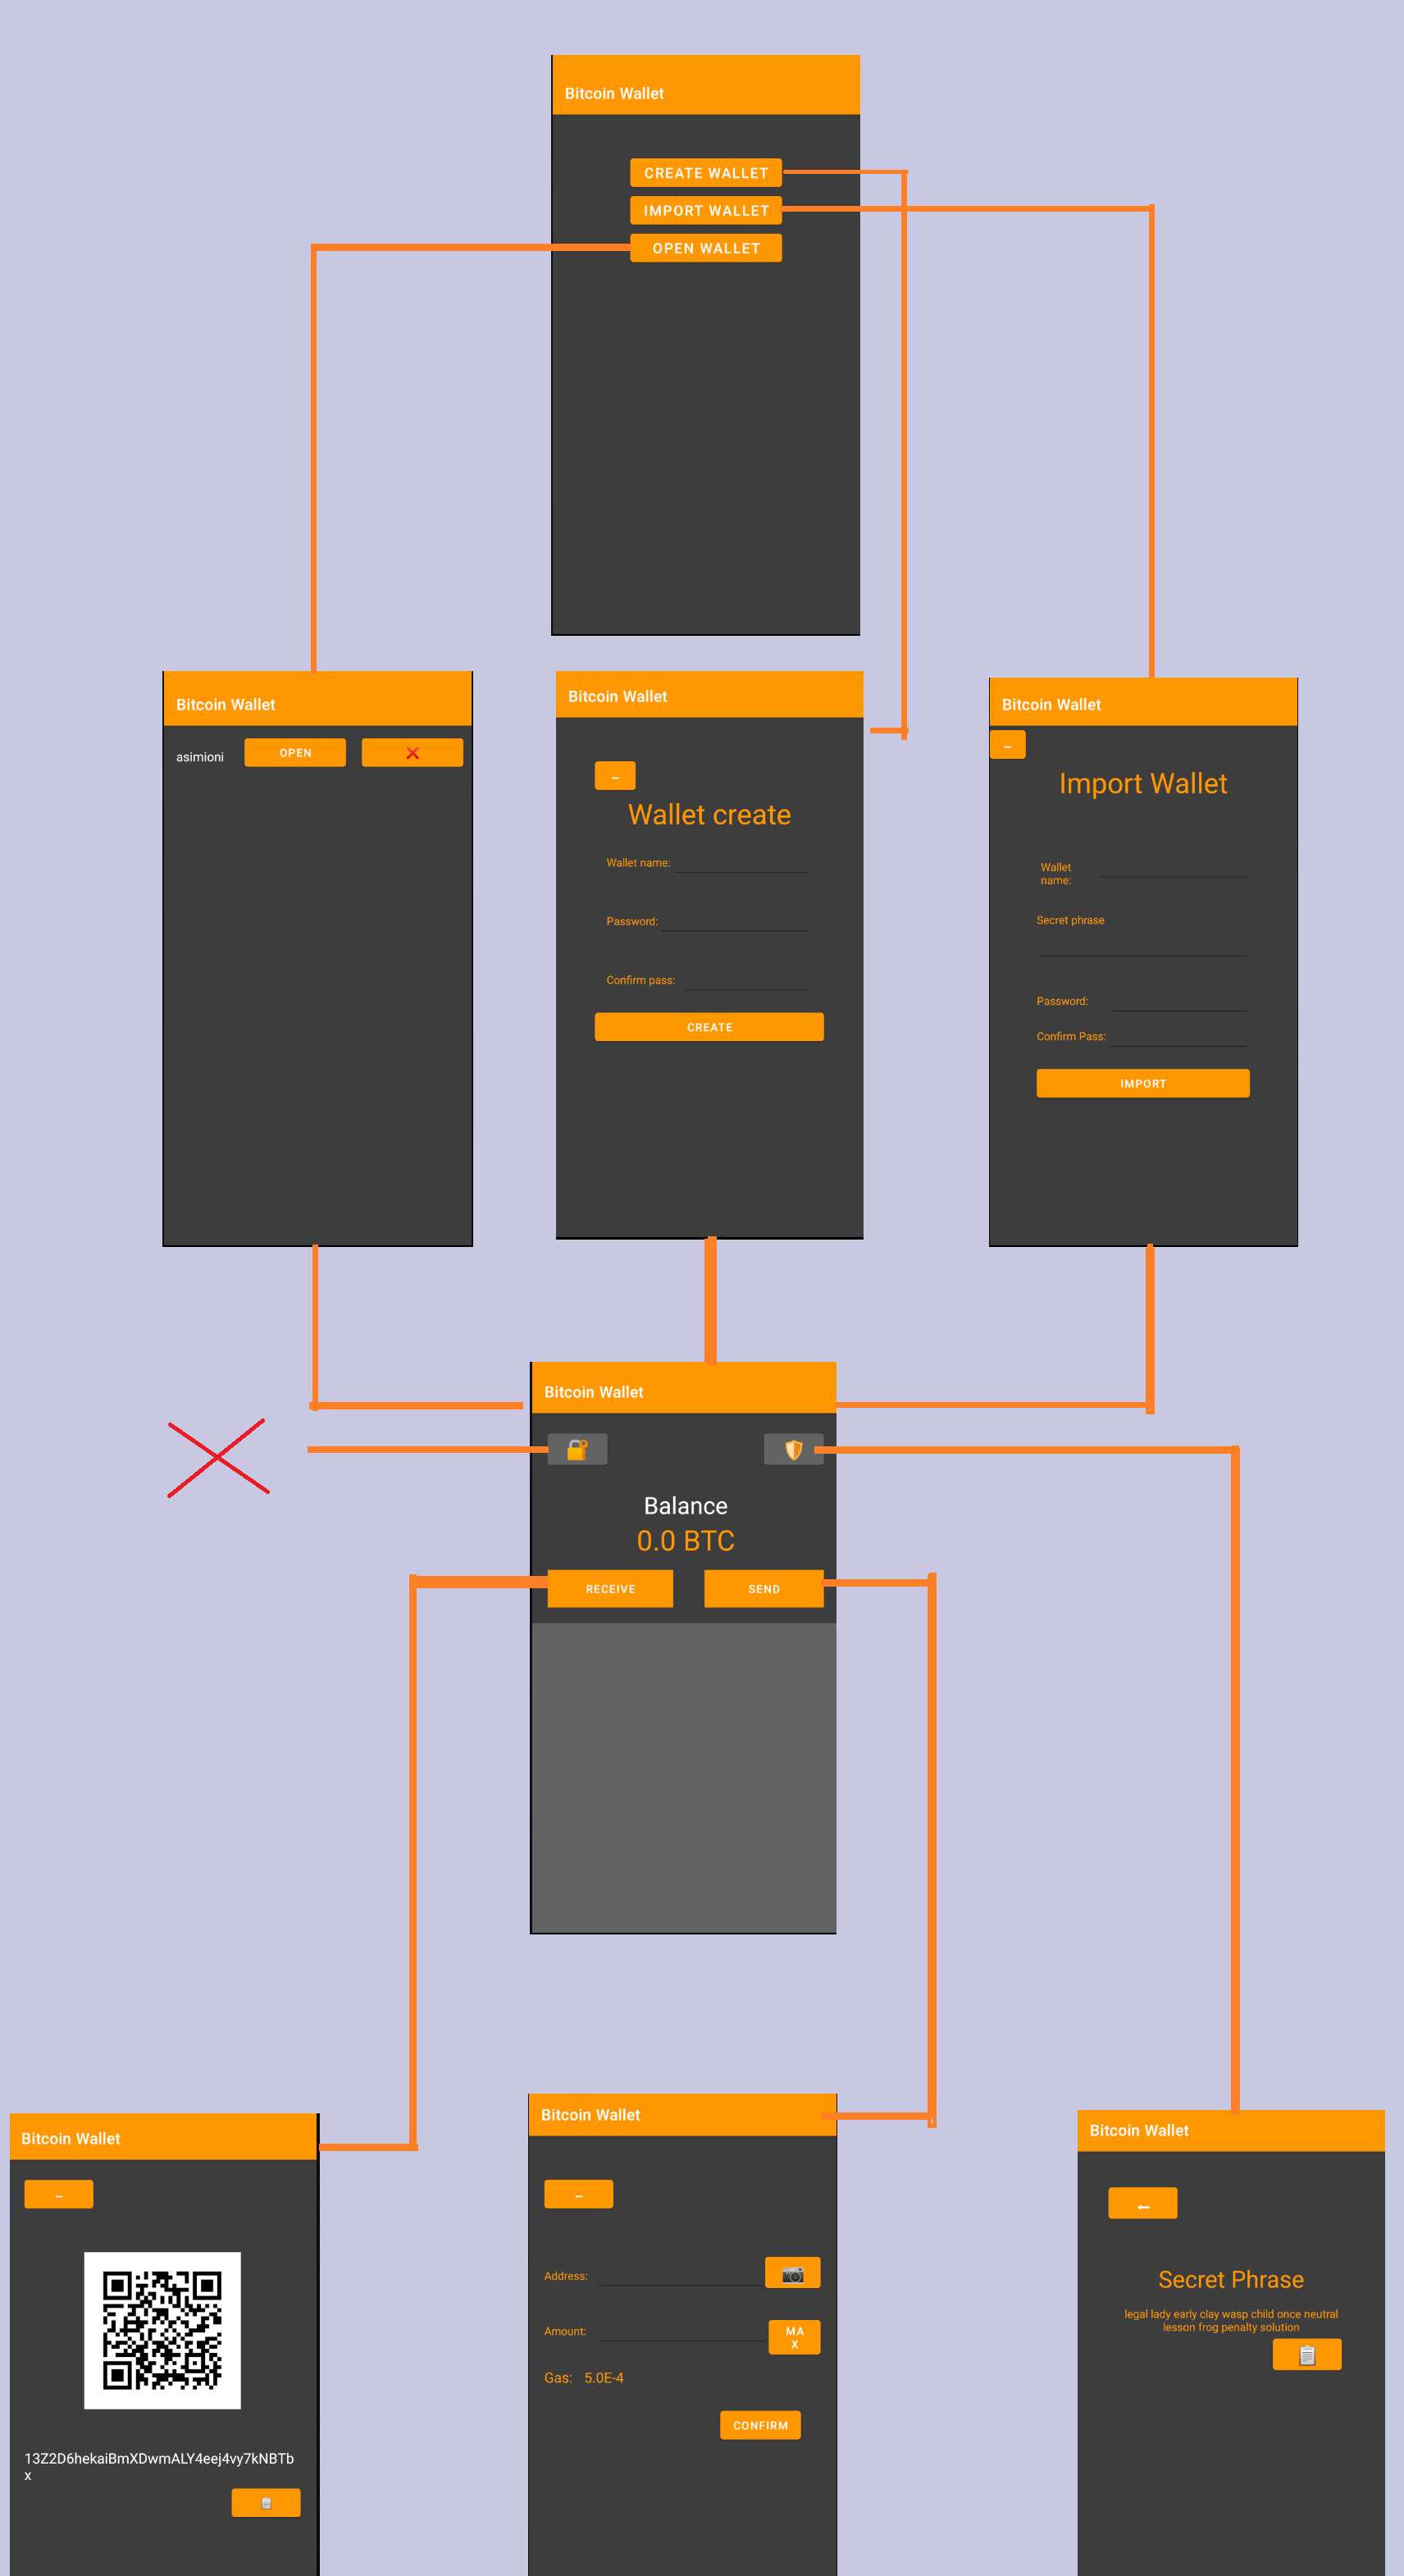 Bitcoin Wallet
CREATE WALLET
IMPORT WALLET
OPEN WALLET
Bitcoin Wallet
asimioni
OPEN
Bitcoin Wallet
Wallet create
Wallet name:
Password:
Confirm pass:
CREATE
Bitcoin Wallet
Import Wallet
Wallet
name:
Secret phrase
Password:
Confirm Pass:
IMPORT
Bitcoin Wallet
Balance
0.0 BTC
RECEIVE
SEND
Bitcoin Wallet
13Z2D6hekaiBmXDwmALY4eej4vy7kNBTb
x
Bitcoin Wallet
Address:
Amount:
MA
X
Gas: 5.0E-4
CONFIRM
Bitcoin Wallet
Secret Phrase
legal lady early clay wasp child once neutral
lesson frog penalty solution